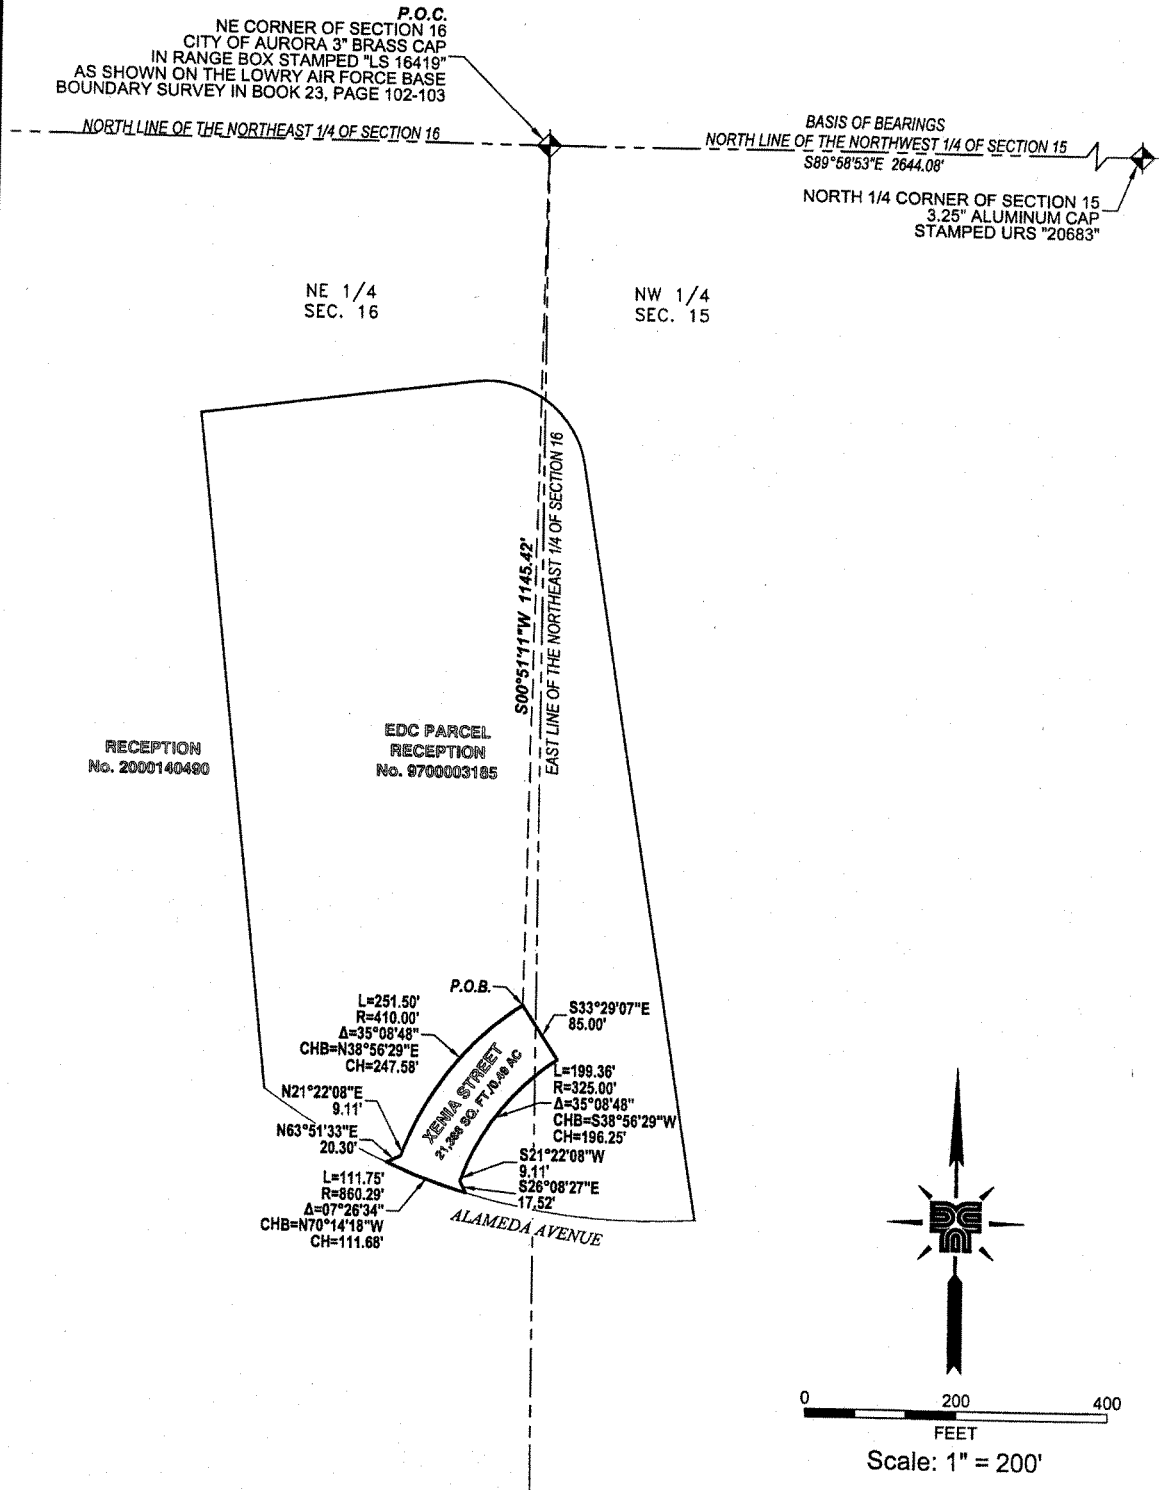 P.O.C.
NE CORNER OF SECTION 16
CITY OF AURORA 3" BRASS CAP
IN RANGE BOX STAMPED "LS 16419"
AS SHOWN ON THE LOWRY AIR FORCE BASE
BOUNDARY SURVEY IN BOOK 23, PAGE 102-103
NORTH LINE OF THE NORTHEAST 1/4 OF SECTION 16
BASIS OF BEARINGS
NORTH LINE OF THE NORTHWEST 1/4 OF SECTION 15
S89°58'53"E 2644.08'
NORTH 1/4 CORNER OF SECTION 15
3.25" ALUMINUM CAP
STAMPED URS "20683"
NE 1/4
SEC. 16
NW 1/4
SEC. 15
S00°51'11"W 1145.42'
EAST LINE OF THE NORTHEAST 1/4 OF SECTION 16
RECEPTION
No. 2000140490
EDC PARCEL
RECEPTION
No. 9700003185
P.O.B.
L=251.50'
R=410.00'
Δ=35°08'48"
CHB=N38°56'29"E
CH=247.58'
S33°29'07"E
85.00'
XENIA STREET
SQ. FT./0.49 AC
L=199.36'
R=325.00'
Δ=35°08'48"
CHB=S38°56'29"W
CH=196.25'
N21°22'08"E
9.11'
N63°51'33"E
20.30'
S21°22'08"W
9.11'
S26°08'27"E
17.52'
L=111.75'
R=860.29'
Δ=07°26'34"
CHB=N70°14'18"W
CH=111.68'
ALAMEDA AVENUE
0 200 400
FEET
Scale: 1" = 200'